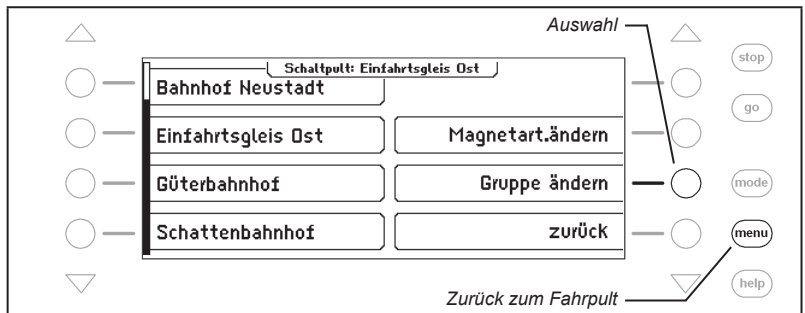 Auswahl
stop
Schaltpult: Einfahrtsgleis Ost
Bahnhof Neustadt
go
Einfahrtsgleis Ost
Magnetart.ändern
Güterbahnhof
Gruppe ändern
mode
Schattenbahnhof
zurück
menu
help
Zurück zum Fahrpult